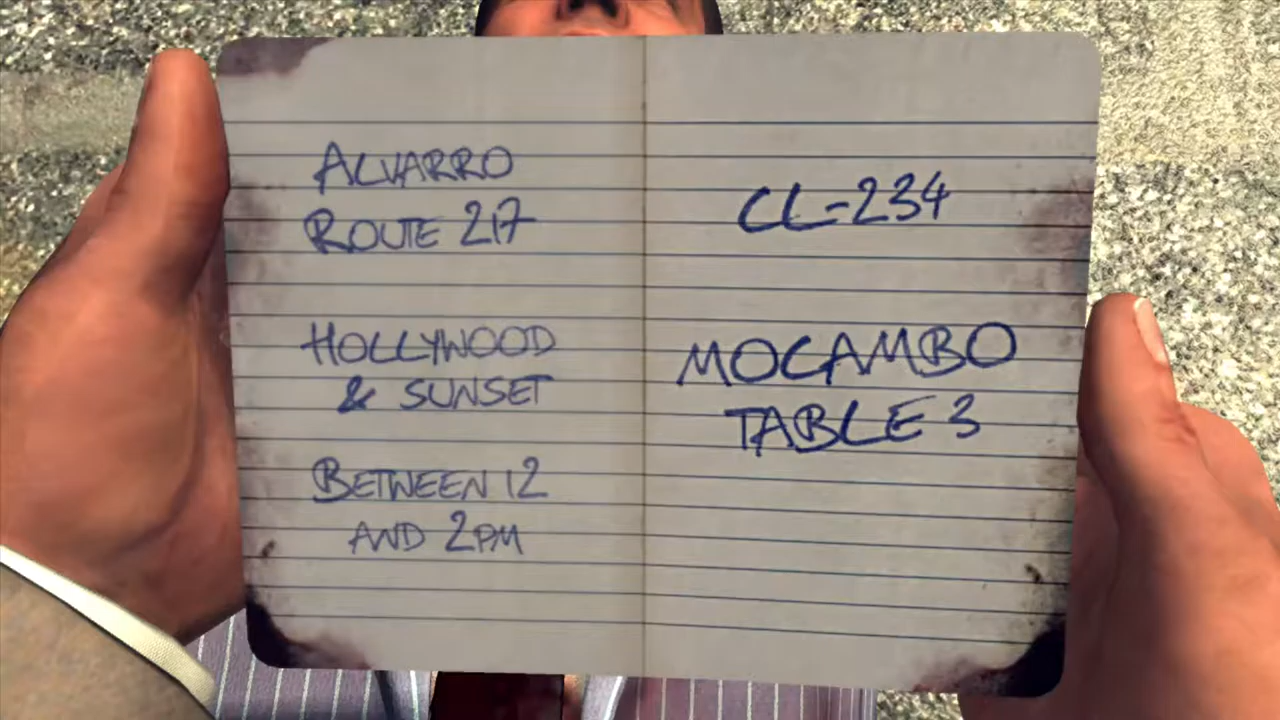 ALVARRO
ROUTE 217
HOLLYWOOD
& SUNSET
BETWEEN 12
AND 2PM
CL-234
MOCAMBO
TABLE 3